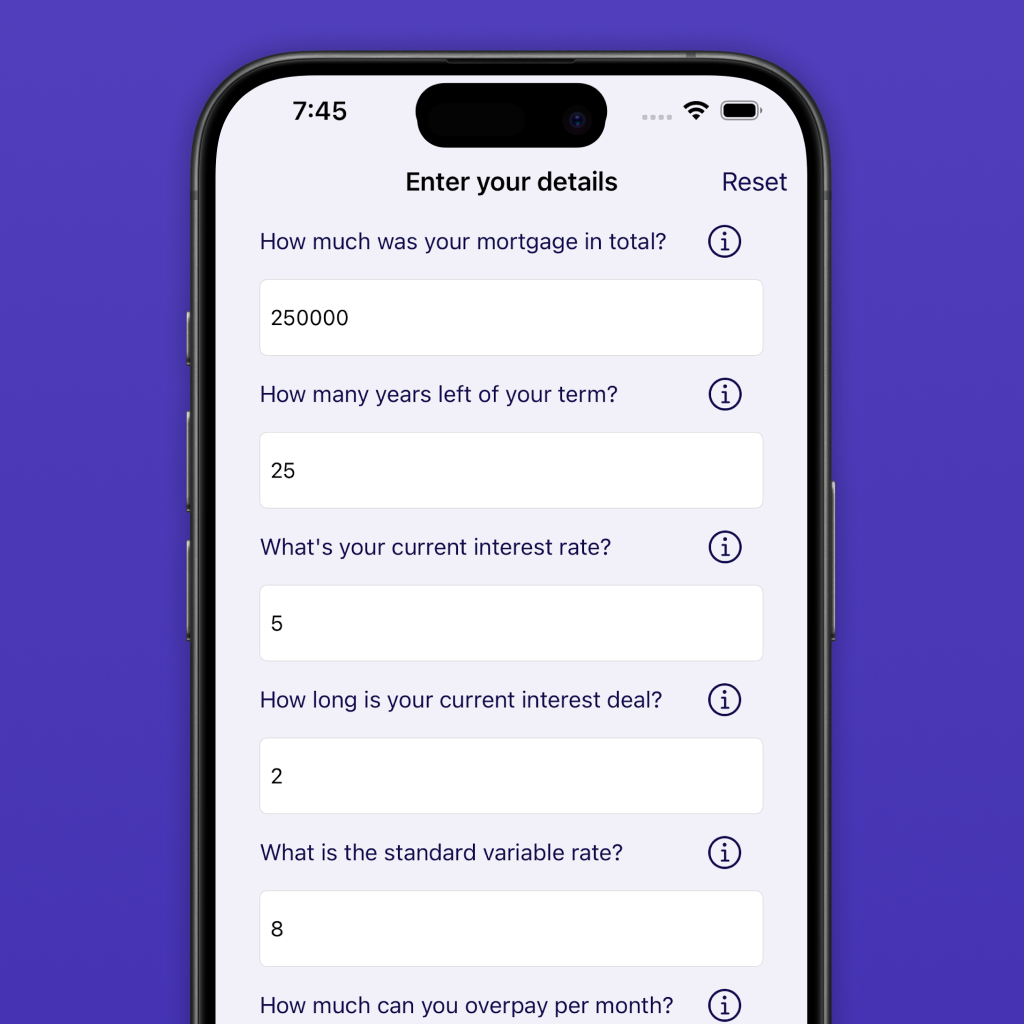 7:45
Enter your details
Reset
How much was your mortgage in total?
250000
How many years left of your term?
25
What's your current interest rate?
5
How long is your current interest deal?
2
What is the standard variable rate?
8
How much can you overpay per month?